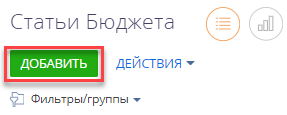 Статьи Бюджета
ДОБАВИТЬ ДЕЙСТВИЯ
Фильтры/группы